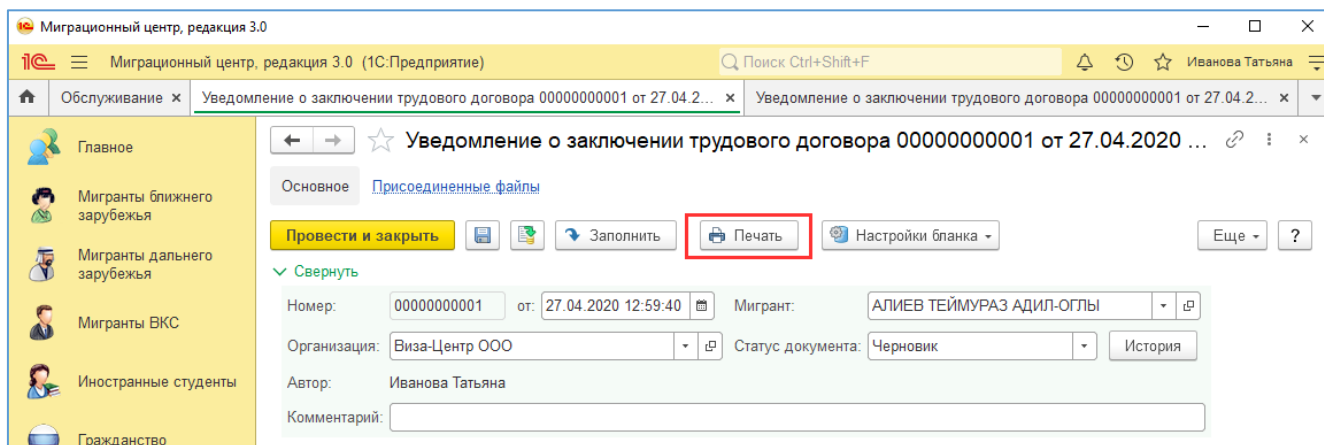 Миграционный центр, редакция 3.0
Миграционный центр, редакция 3.0 (1С:Предприятие)
Поиск Ctrl+Shift+F
Иванова Татьяна
Обслуживание ×
Уведомление о заключении трудового договора 00000000001 от 27.04.2... ×
Уведомление о заключении трудового договора 00000000001 от 27.04.2... ×
Главное
Мигранты ближнего
зарубежья
Мигранты дальнего
зарубежья
Мигранты ВКС
Иностранные студенты
Гражданство
Уведомление о заключении трудового договора 00000000001 от 27.04.2020 ...
Основное Присоединенные файлы
Провести и закрыть Заполнить Печать Настройки бланка Еще ?
Свернуть
Номер: 00000000001 от: 27.04.2020 12:59:40 Мигрант: АЛИЕВ ТЕЙМУРАЗ АДИЛ-ОГЛЫ
Организация: Виза-Центр ООО Статус документа: Черновик История
Автор: Иванова Татьяна
Комментарий: